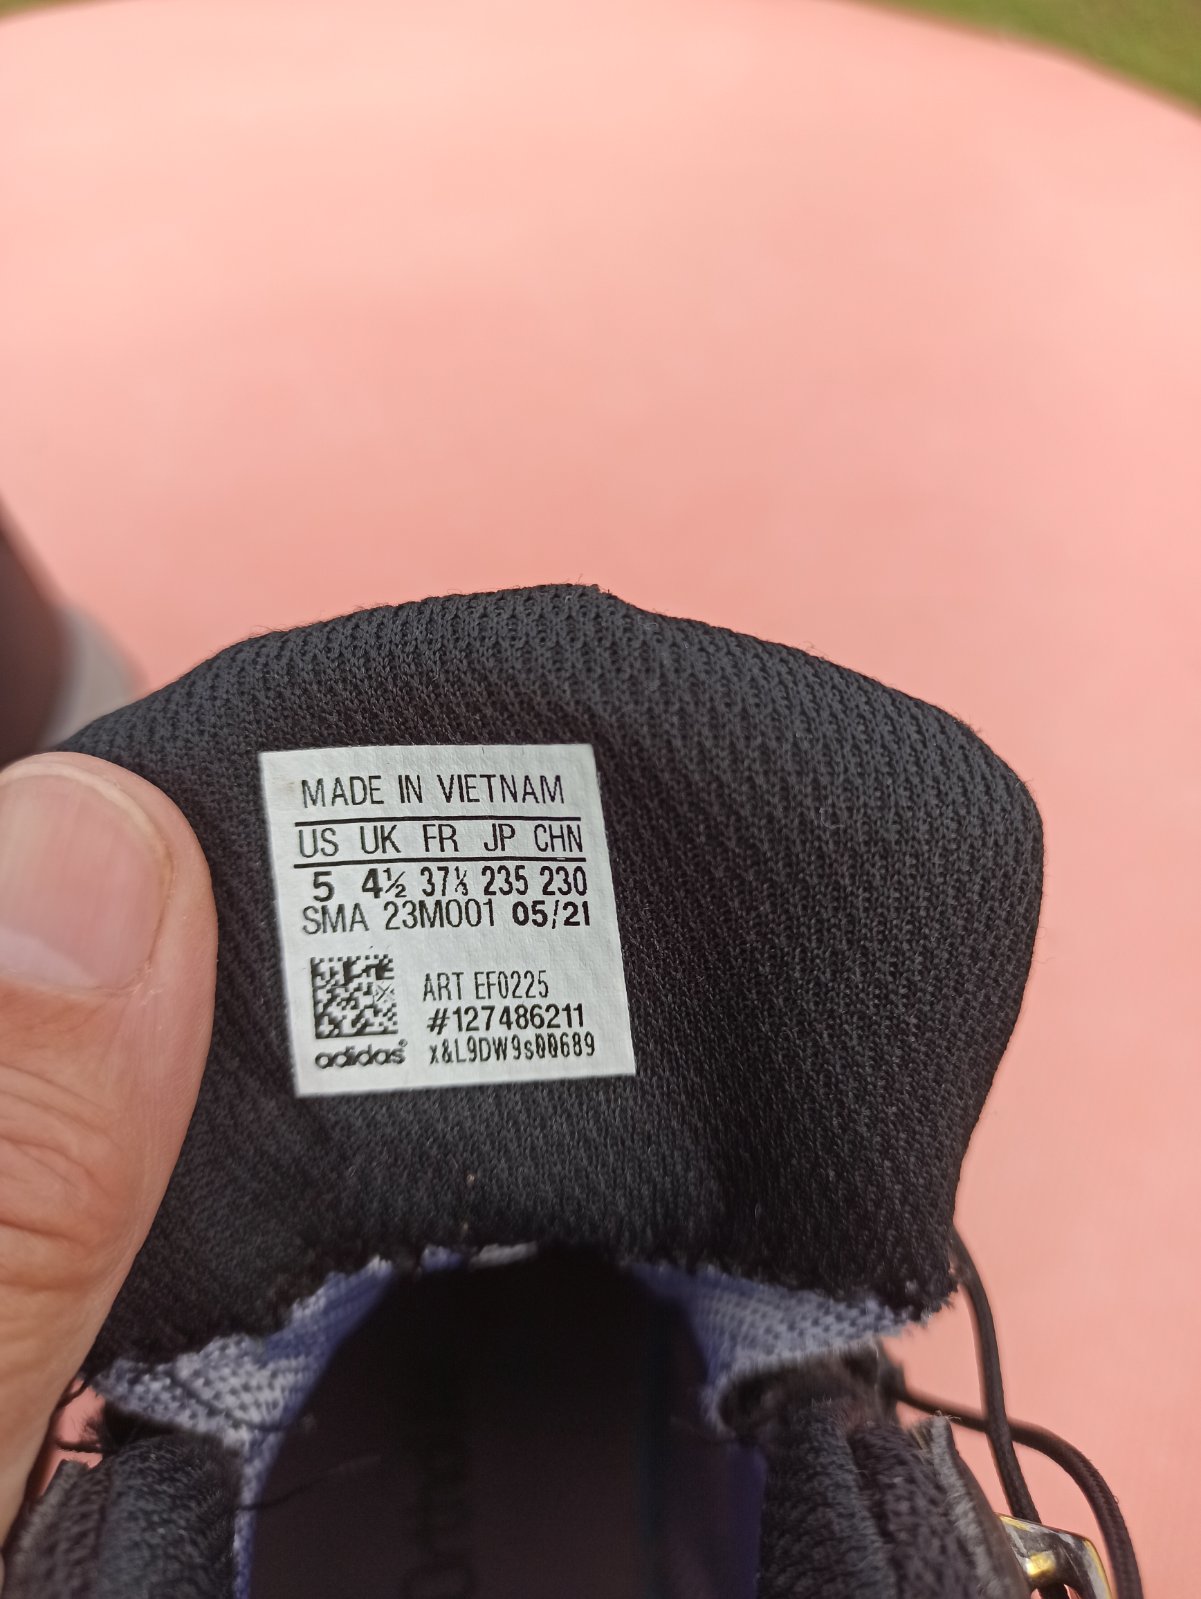 MADE IN VIETNAM
US UK FR JP CHN
5 4½ 37⅓ 235 230
SMA 23M001 05/21
ART EF0225
#127486211
adidas® x&L9DW9s00689